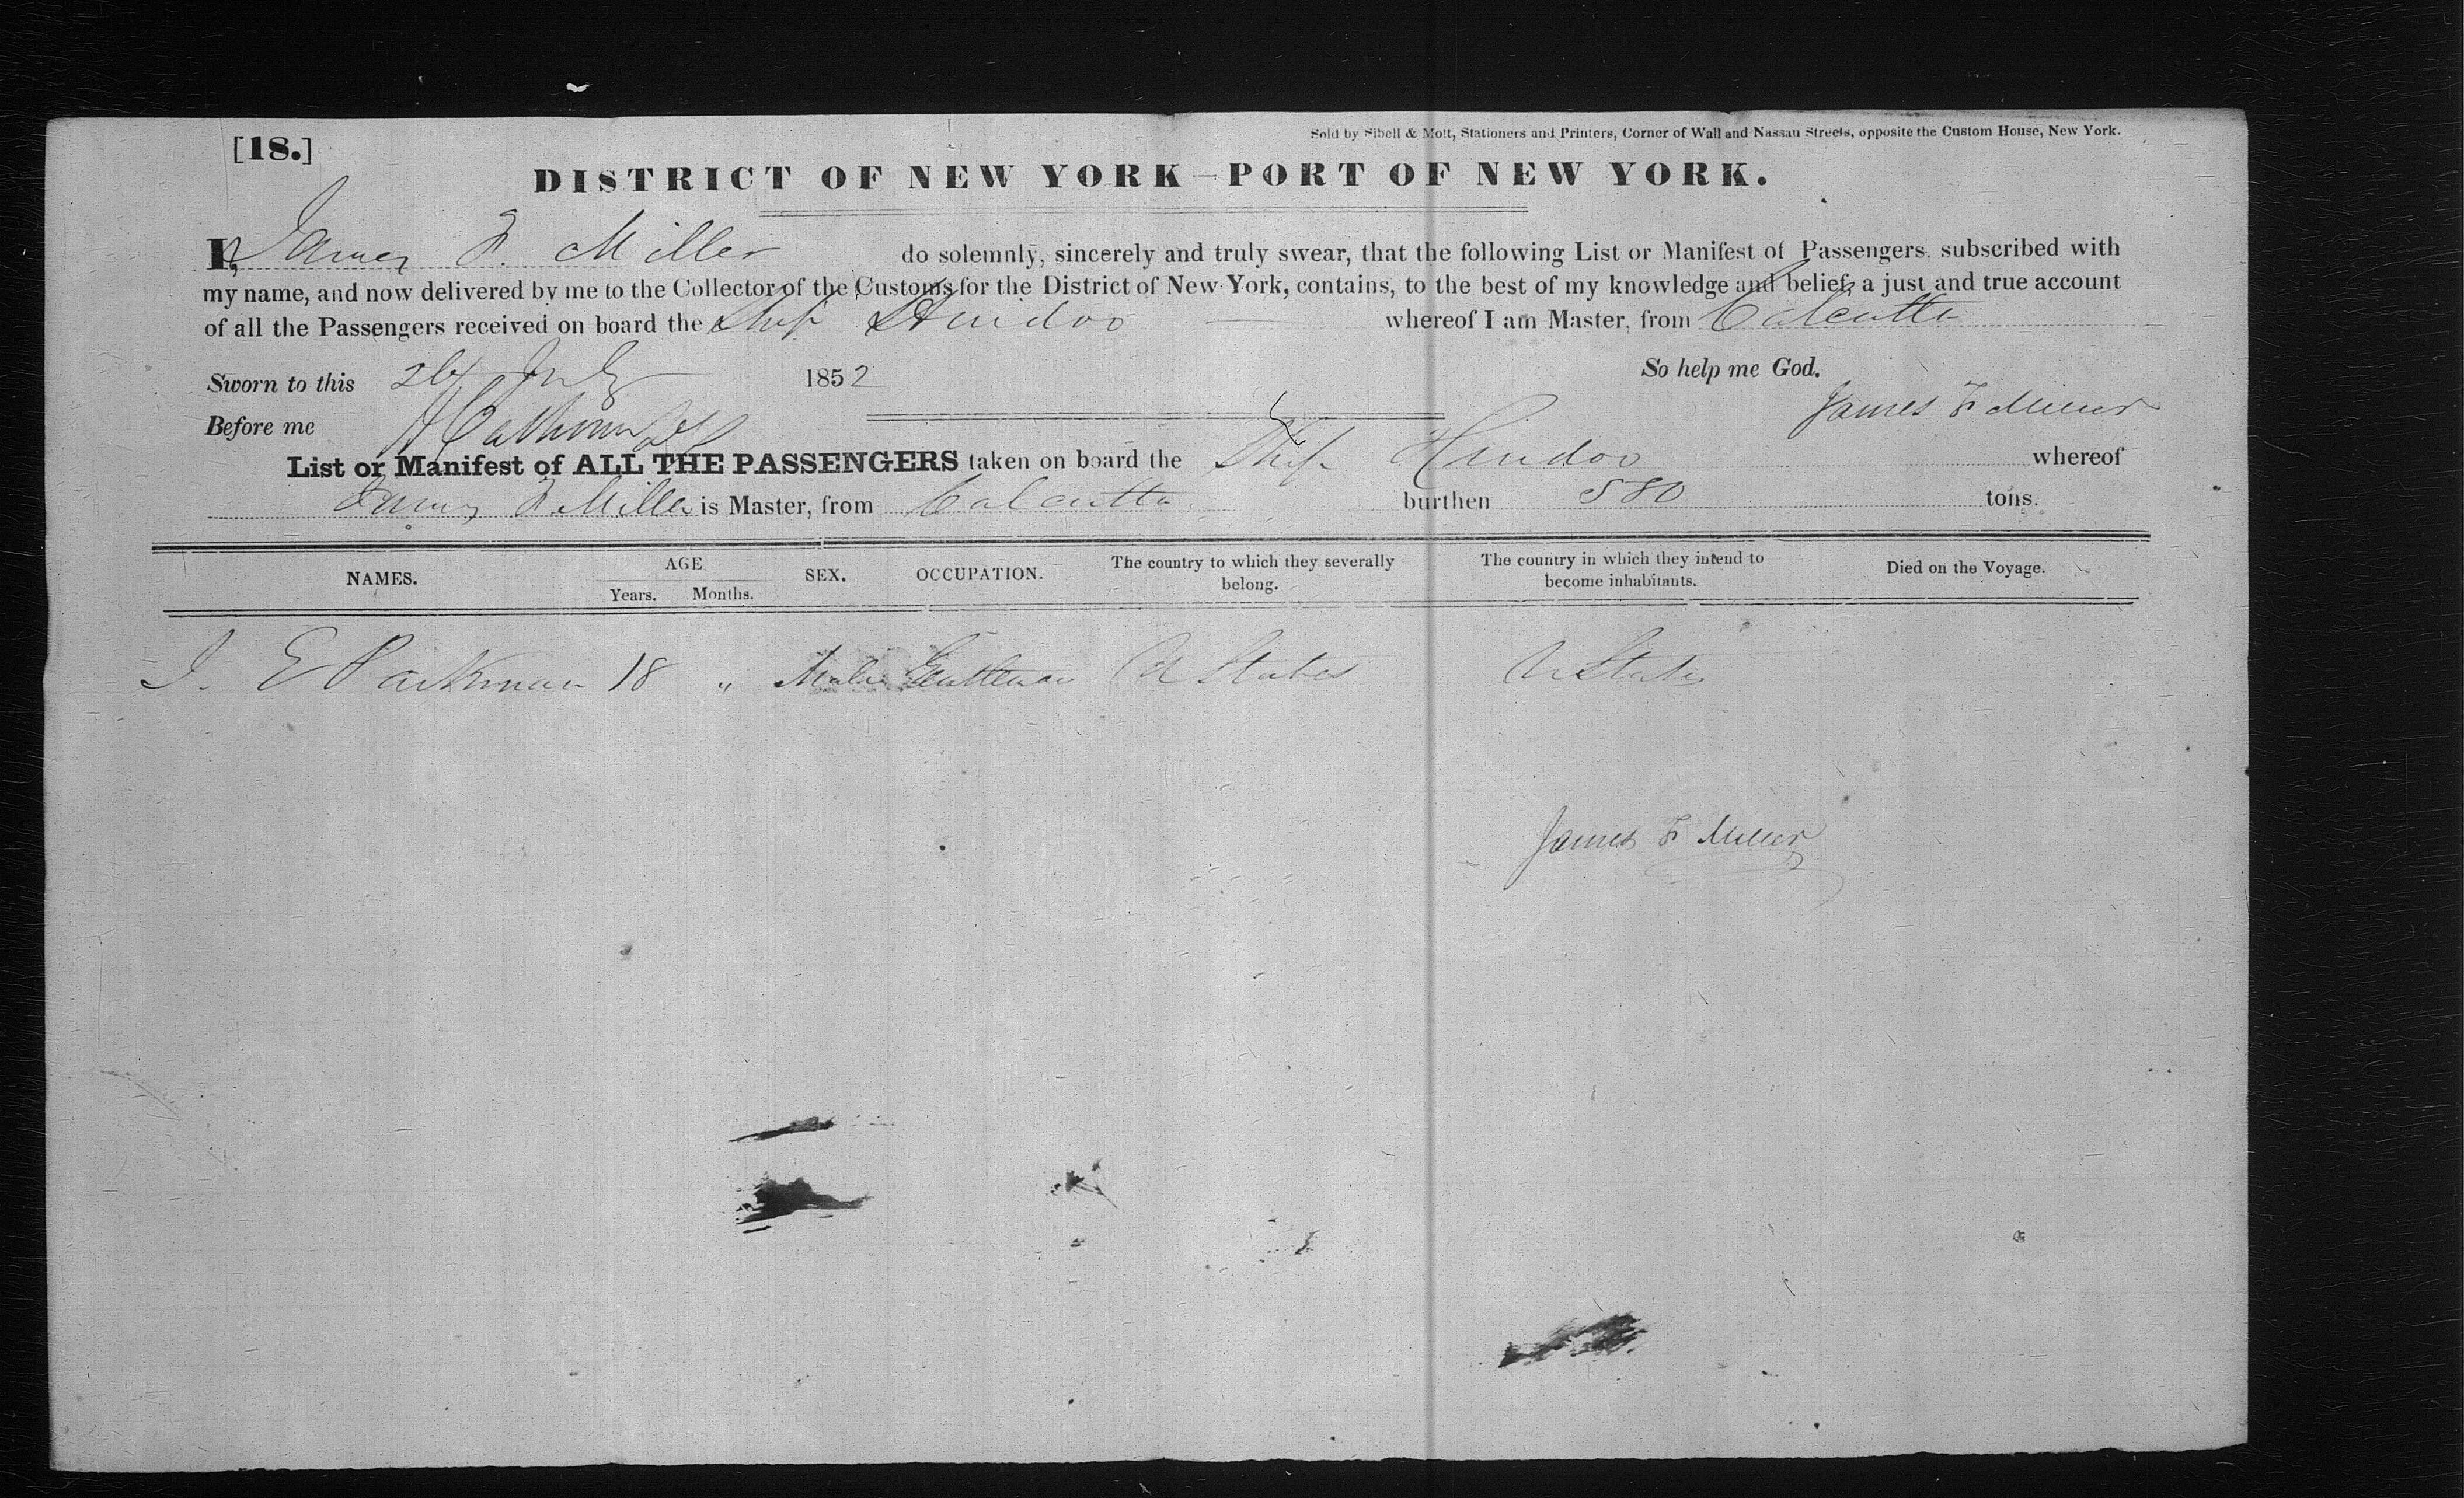 [18.]
Sold by Sibell & Mott, Stationers and Printers, Corner of Wall and Nassau Streets, opposite the Custom House, New York.
DISTRICT OF NEW YORK—PORT OF NEW YORK.
I, James F. Miller do solemnly, sincerely and truly swear, that the following List or Manifest of Passengers, subscribed with
my name, and now delivered by me to the Collector of the Customs for the District of New York, contains, to the best of my knowledge and belief, a just and true account
of all the Passengers received on board the Ship Hindoo whereof I am Master, from Calcutta
So help me God.
Sworn to this July 1852
James F Miller
Before me Calhoun
List or Manifest of ALL THE PASSENGERS taken on board the Ship Hindoo whereof
James F. Miller is Master, from Calcutta burthen 580 tons.
NAMES. AGE SEX. OCCUPATION. The country to which they severally belong. The country in which they intend to become inhabitants. Died on the Voyage.
Years. Months.
E Parkman 18 " Male Gentleman U States U States
James F Miller